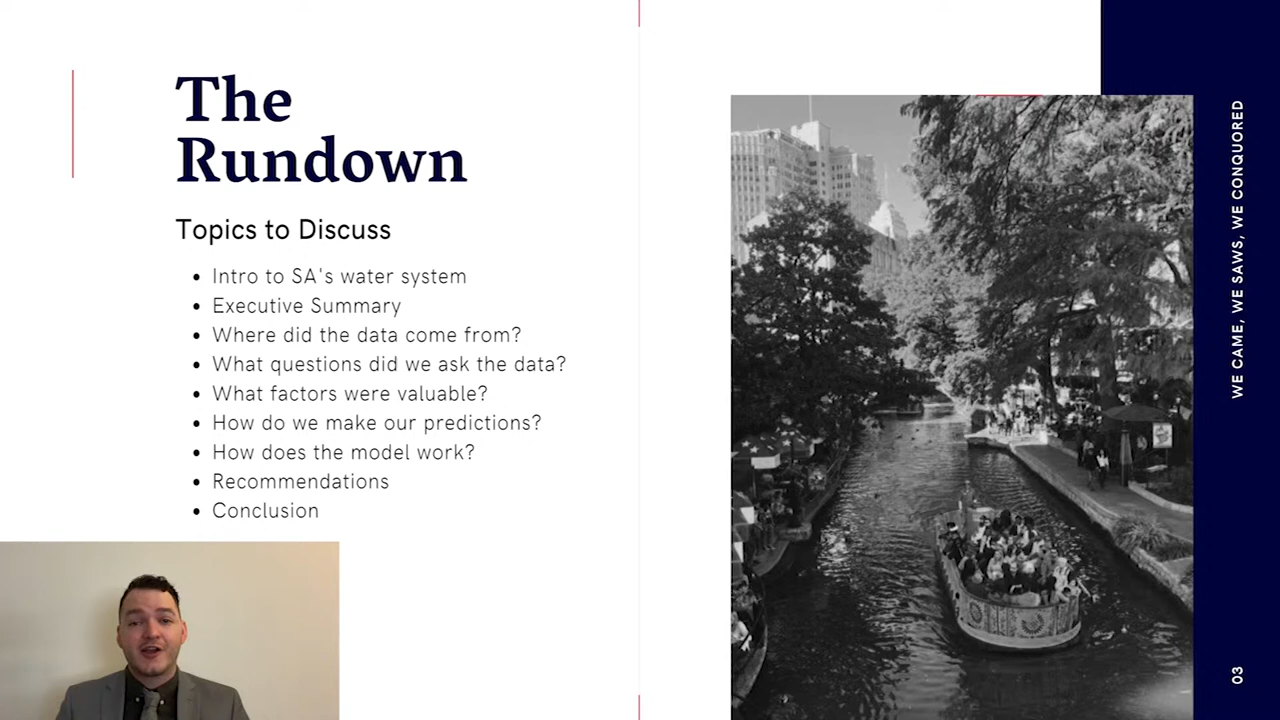 The
Rundown
Topics to Discuss
Intro to SA's water system
Executive Summary
Where did the data come from?
What questions did we ask the data?
What factors were valuable?
How do we make our predictions?
How does the model work?
Recommendations
Conclusion
WE CAME, WE SAWS, WE CONQUORED
03